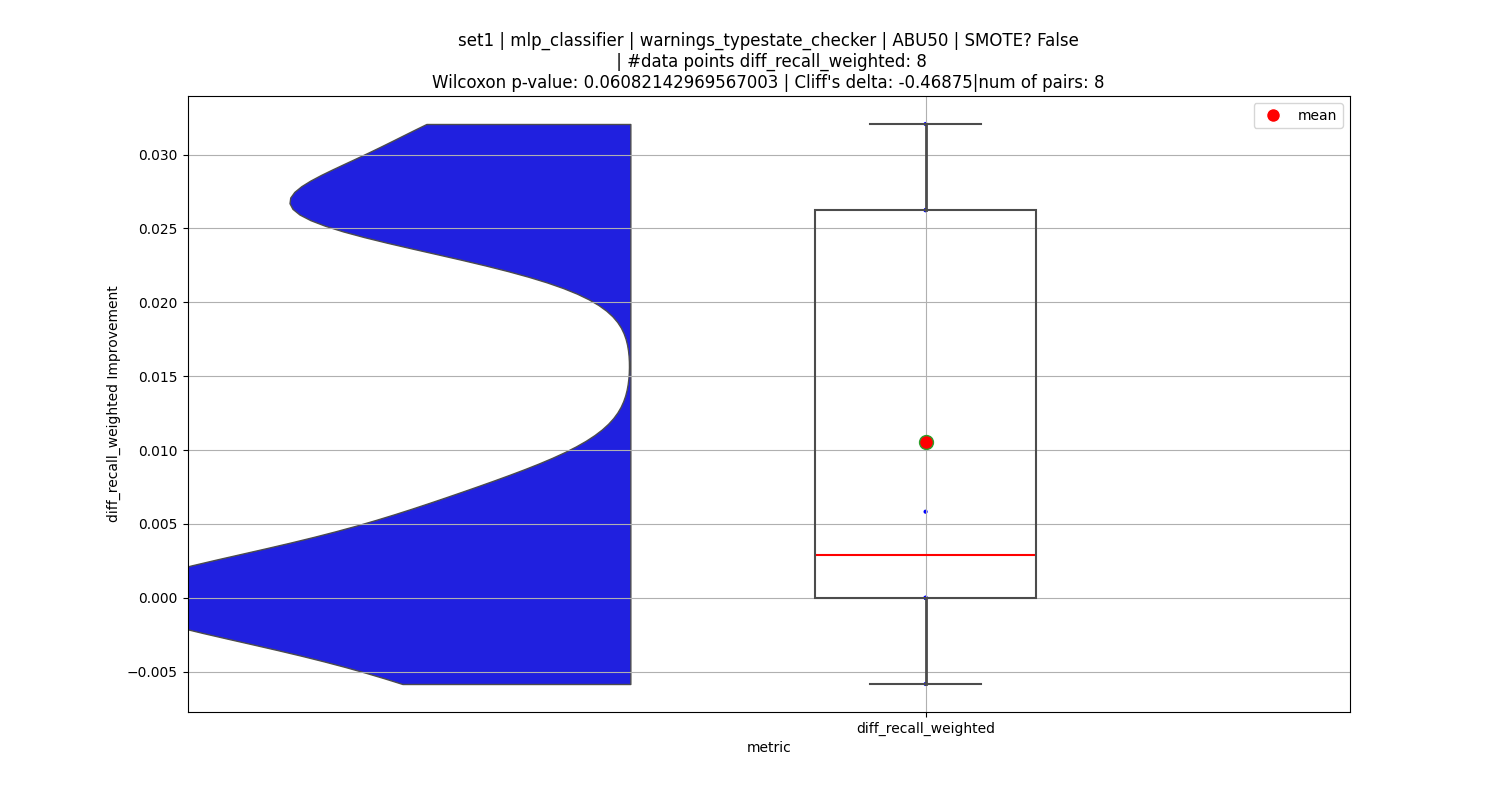 set1 | mlp_classifier | warnings_typestate_checker | ABU50 | SMOTE? False
| #data points diff_recall_weighted: 8
Wilcoxon p-value: 0.06082142969567003 | Cliff's delta: -0.46875|num of pairs: 8
mean
0.030
0.025
0.020
0.015
0.010
0.005
0.000
−0.005
diff_recall_weighted Improvement
diff_recall_weighted
metric